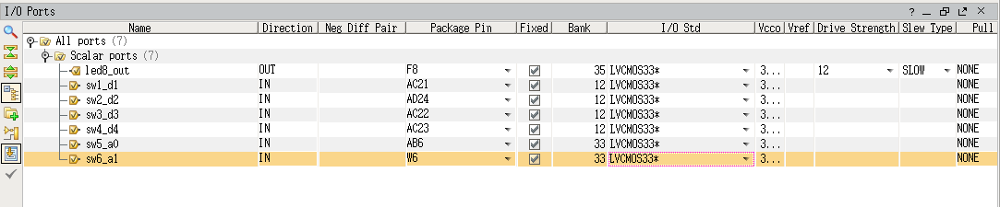 I/O Ports
Name Direction Neg Diff Pair Package Pin Fixed Bank I/O Std Vcco Vref Drive Strength Slew Type Pull
All ports (7)
Scalar ports (7)
led8_out OUT F8 35 LVCMOS33* 3... 12 SLOW NONE
sw1_d1 IN AC21 12 LVCMOS33* 3... NONE
sw2_d2 IN AD24 12 LVCMOS33* 3... NONE
sw3_d3 IN AC22 12 LVCMOS33* 3... NONE
sw4_d4 IN AC23 12 LVCMOS33* 3... NONE
sw5_a0 IN AB6 33 LVCMOS33* 3... NONE
sw6_a1 IN W6 33 LVCMOS33* 3... NONE